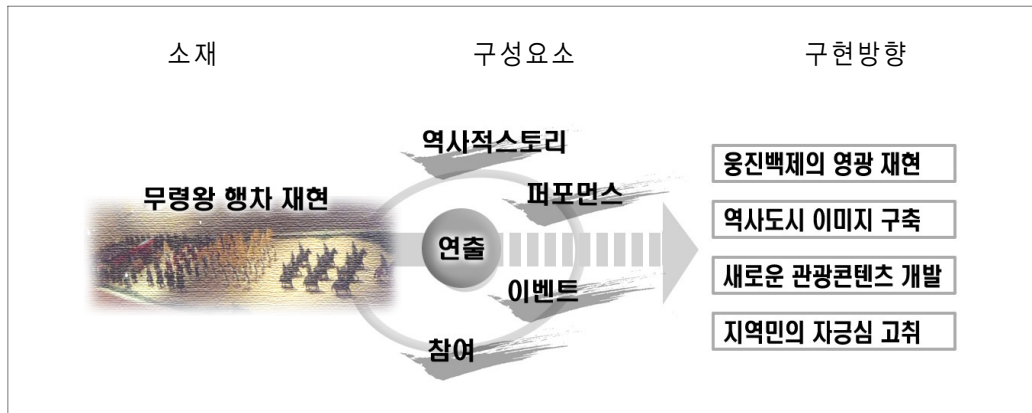 소재
구성요소
구현방향
무령왕 행차 재현
역사적스토리
퍼포먼스
연출
이벤트
참여
웅진백제의 영광 재현
역사도시 이미지 구축
새로운 관광콘텐츠 개발
지역민의 자긍심 고취